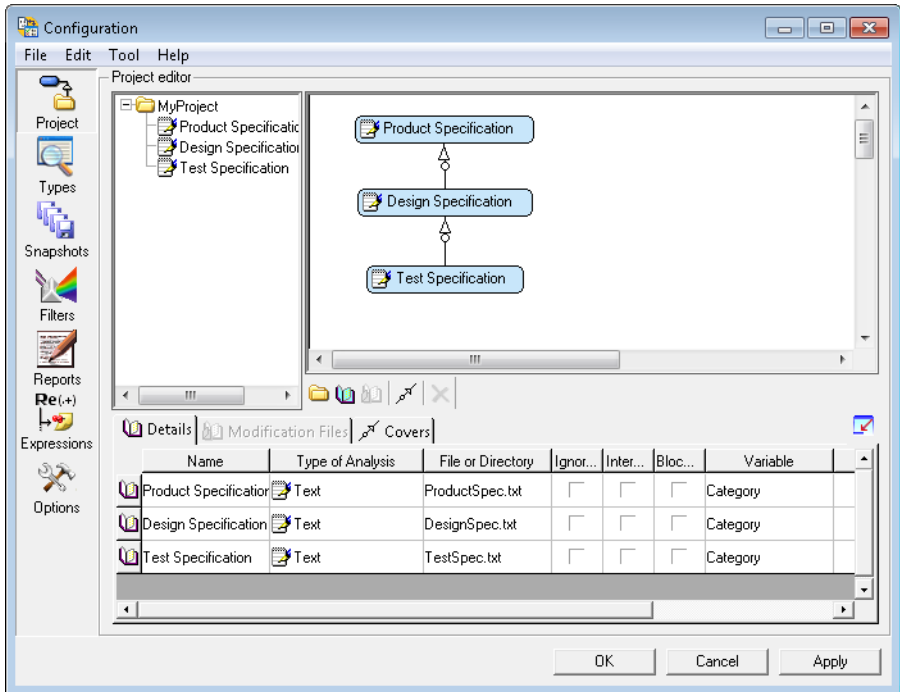 Configuration
File Edit Tool Help
Project
Types
Snapshots
Filters
Reports
Re(.+)
Expressions
Options
Project editor
MyProject
Product Specificatic
Design Specification
Test Specification
Product Specification
Design Specification
Test Specification
Details Modification Files Covers
Name Type of Analysis File or Directory Ignor... Inter... Bloc... Variable
Product Specification Text ProductSpec.txt Category
Design Specification Text DesignSpec.txt Category
Test Specification Text TestSpec.txt Category
OK Cancel Apply